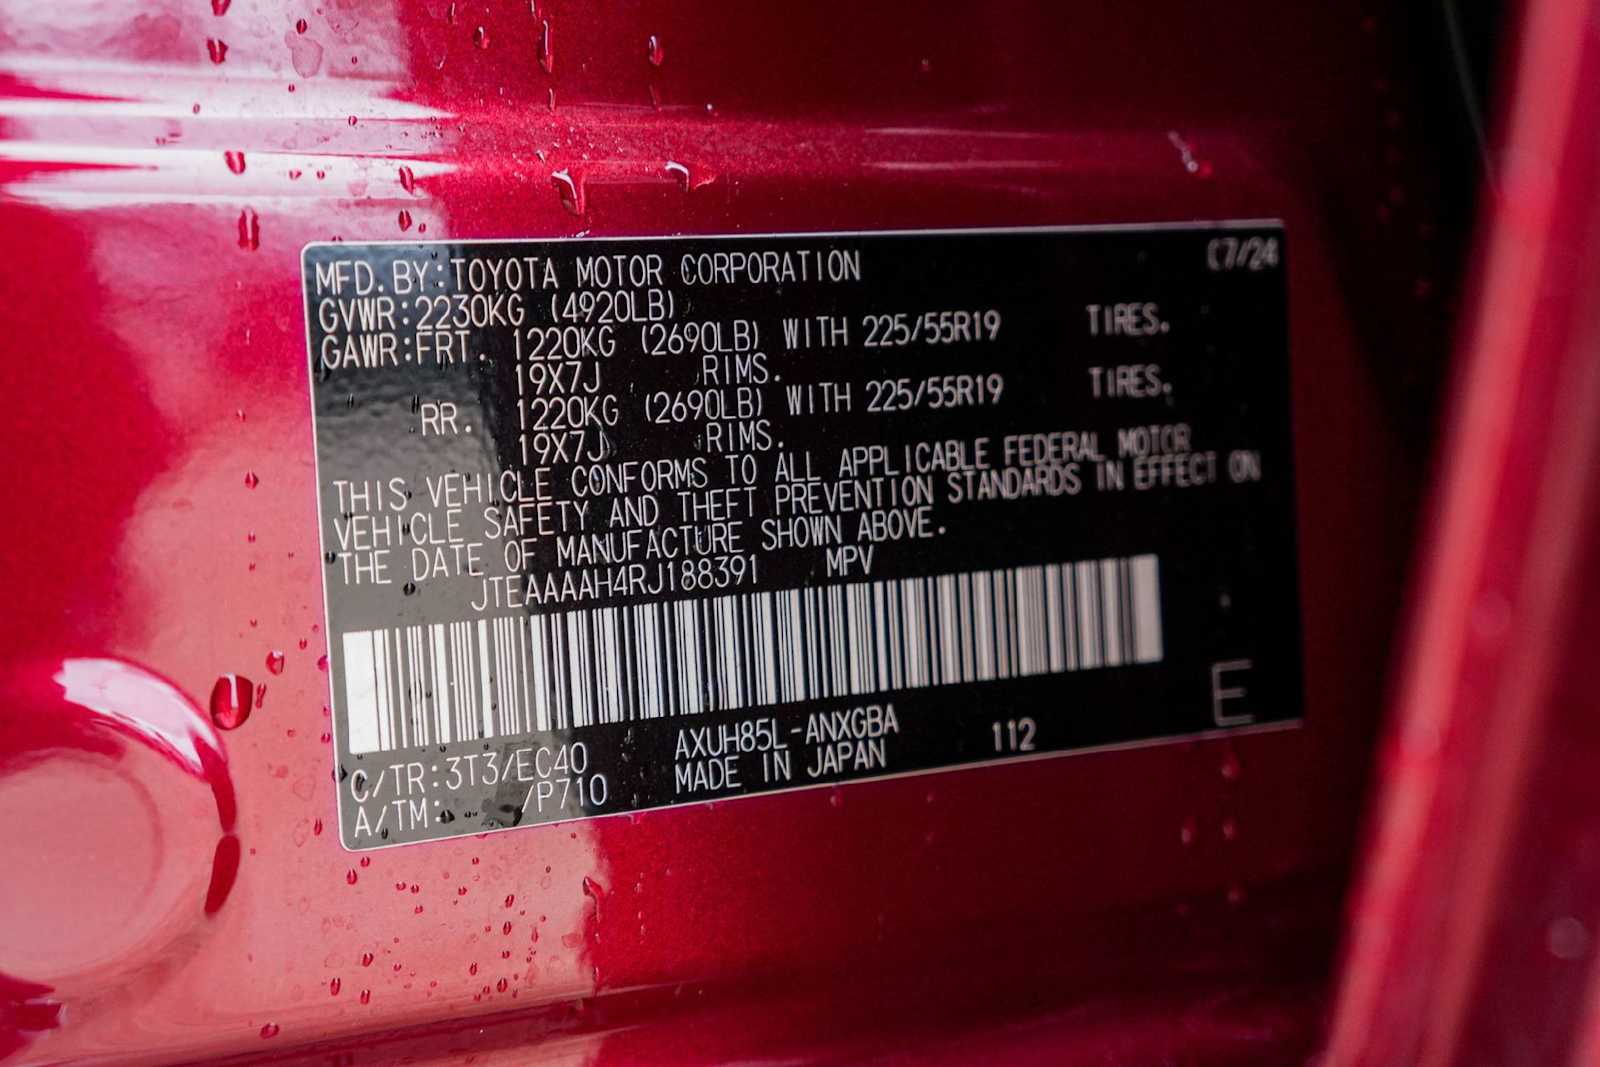 MFD.BY:TOYOTA MOTOR CORPORATION 07/24
GVWR:2230KG (4920LB)
GAWR:FRT. 1220KG (2690LB) WITH 225/55R19 TIRES.
19X7J RIMS.
RR. 1220KG (2690LB) WITH 225/55R19 TIRES.
19X7J RIMS.
THIS VEHICLE CONFORMS TO ALL APPLICABLE FEDERAL MOTOR
VEHICLE SAFETY AND THEFT PREVENTION STANDARDS IN EFFECT ON
THE DATE OF MANUFACTURE SHOWN ABOVE.
JTEAAAAH4RJ188391 MPV
C/TR:3T3/EC40 AXUH85L-ANXGBA 112 E
A/TM: /P710 MADE IN JAPAN